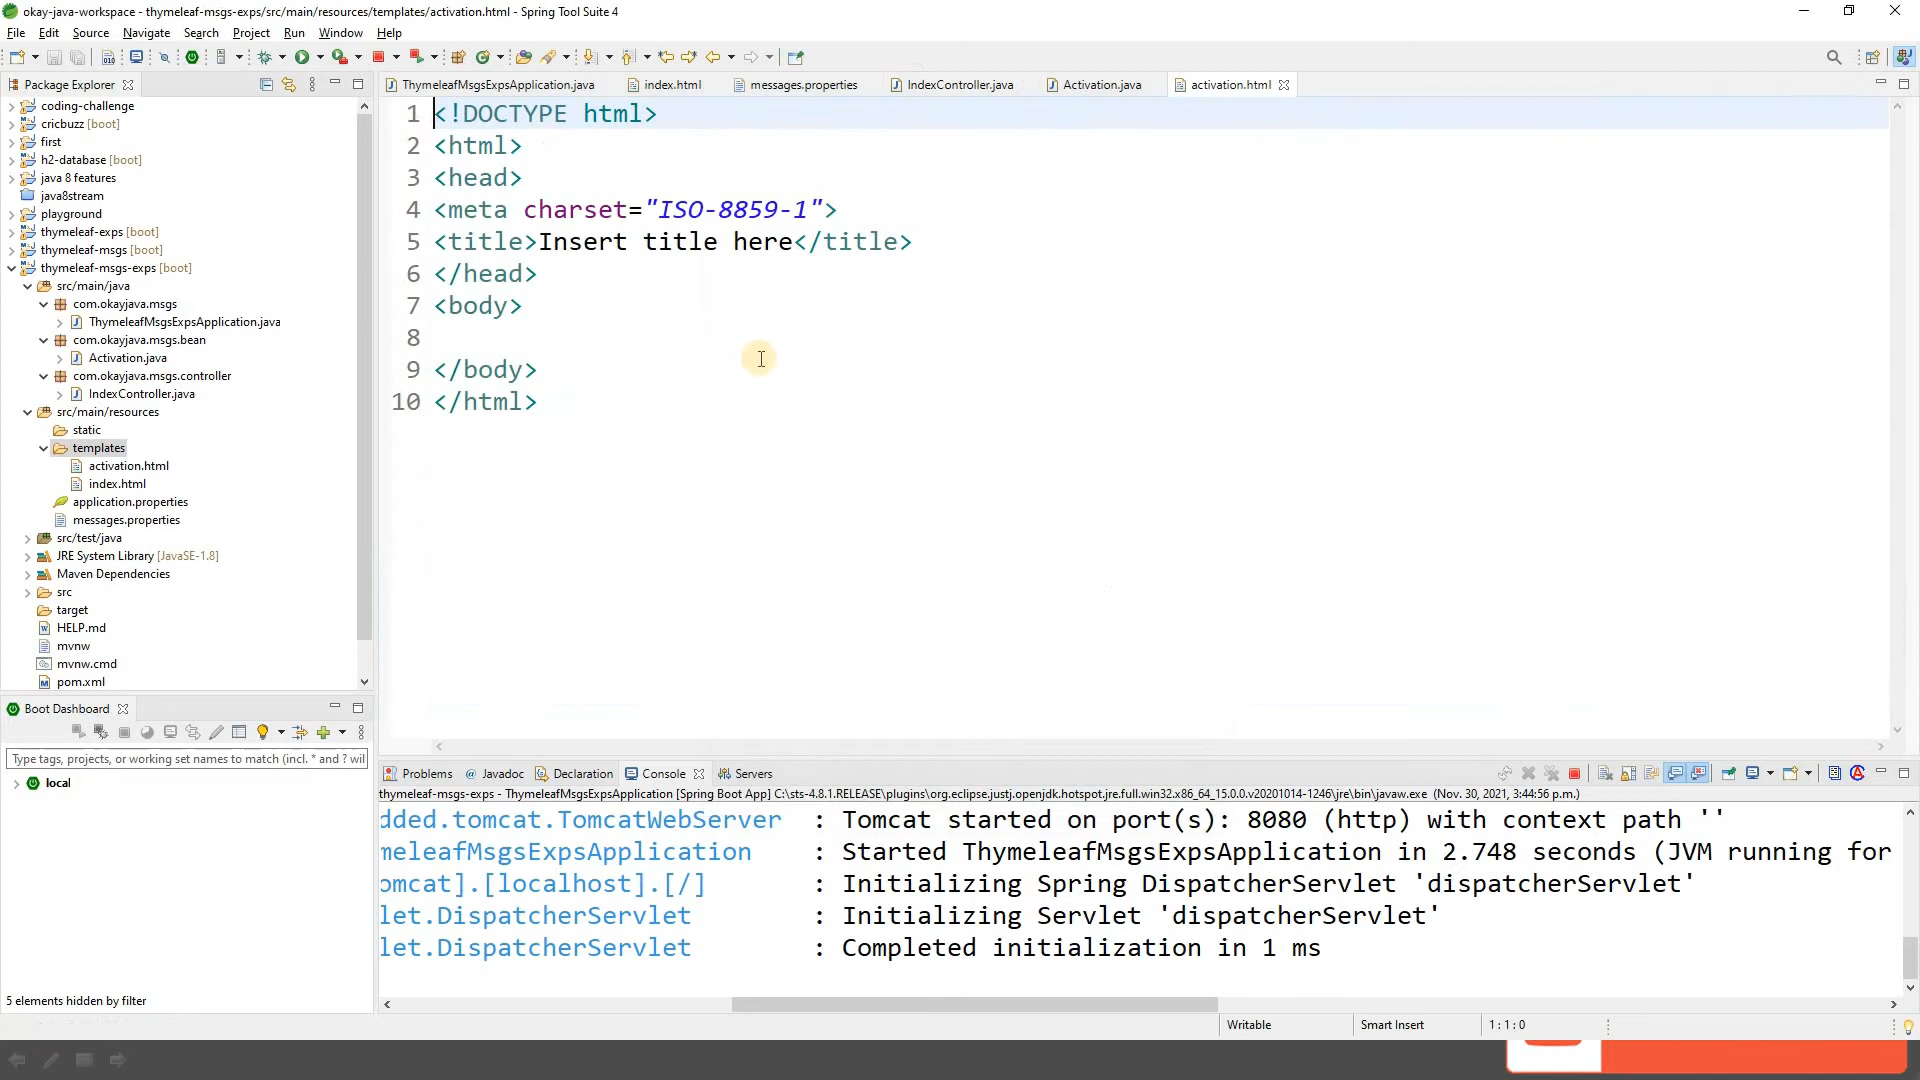 okay-java-workspace - thymeleaf-msgs-exps/src/main/resources/templates/activation.html - Spring Tool Suite 4
File Edit Source Navigate Search Project Run Window Help
Package Explorer
coding-challenge
cricbuzz [boot]
first
h2-database [boot]
java 8 features
java8stream
playground
thymeleaf-exps [boot]
thymeleaf-msgs [boot]
thymeleaf-msgs-exps [boot]
src/main/java
com.okayjava.msgs
ThymeleafMsgsExpsApplication.java
com.okayjava.msgs.bean
Activation.java
com.okayjava.msgs.controller
IndexController.java
src/main/resources
static
templates
activation.html
index.html
application.properties
messages.properties
src/test/java
JRE System Library [JavaSE-1.8]
Maven Dependencies
src
target
HELP.md
mvnw
mvnw.cmd
pom.xml
Boot Dashboard
Type tags, projects, or working set names to match (incl. * and ? wil
local
5 elements hidden by filter
ThymeleafMsgsExpsApplication.java index.html messages.properties IndexController.java Activation.java activation.html
1 <!DOCTYPE html>
2 <html>
3 <head>
4 <meta charset="ISO-8859-1">
5 <title>Insert title here</title>
6 </head>
7 <body>
8
9 </body>
10 </html>
Problems @ Javadoc Declaration Console Servers
thymeleaf-msgs-exps - ThymeleafMsgsExpsApplication [Spring Boot App] C:\sts-4.8.1.RELEASE\plugins\org.eclipse.justj.openjdk.hotspot.jre.full.win32.x86_64_15.0.0.v20201014-1246\jre\bin\javaw.exe (Nov. 30, 2021, 3:44:56 p.m.)
dded.tomcat.TomcatWebServer : Tomcat started on port(s): 8080 (http) with context path ''
meleafMsgsExpsApplication : Started ThymeleafMsgsExpsApplication in 2.748 seconds (JVM running for
omcat].[localhost].[/] : Initializing Spring DispatcherServlet 'dispatcherServlet'
let.DispatcherServlet : Initializing Servlet 'dispatcherServlet'
let.DispatcherServlet : Completed initialization in 1 ms
Writable Smart Insert 1 : 1 : 0